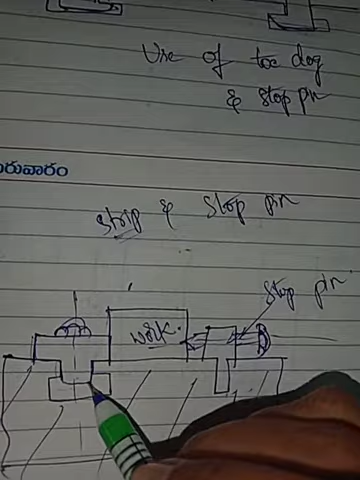 Use of toe dog
& stop pin
రువారం
strip & stop pin
stop pin
work.